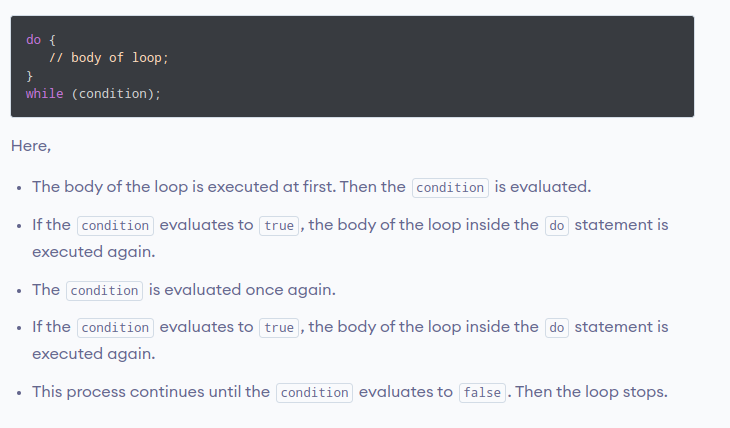 do {
// body of loop;
}
while (condition);
Here,
• The body of the loop is executed at first. Then the condition is evaluated.
• If the condition evaluates to true, the body of the loop inside the do statement is
executed again.
• The condition is evaluated once again.
• If the condition evaluates to true, the body of the loop inside the do statement is
executed again.
• This process continues until the condition evaluates to false. Then the loop stops.